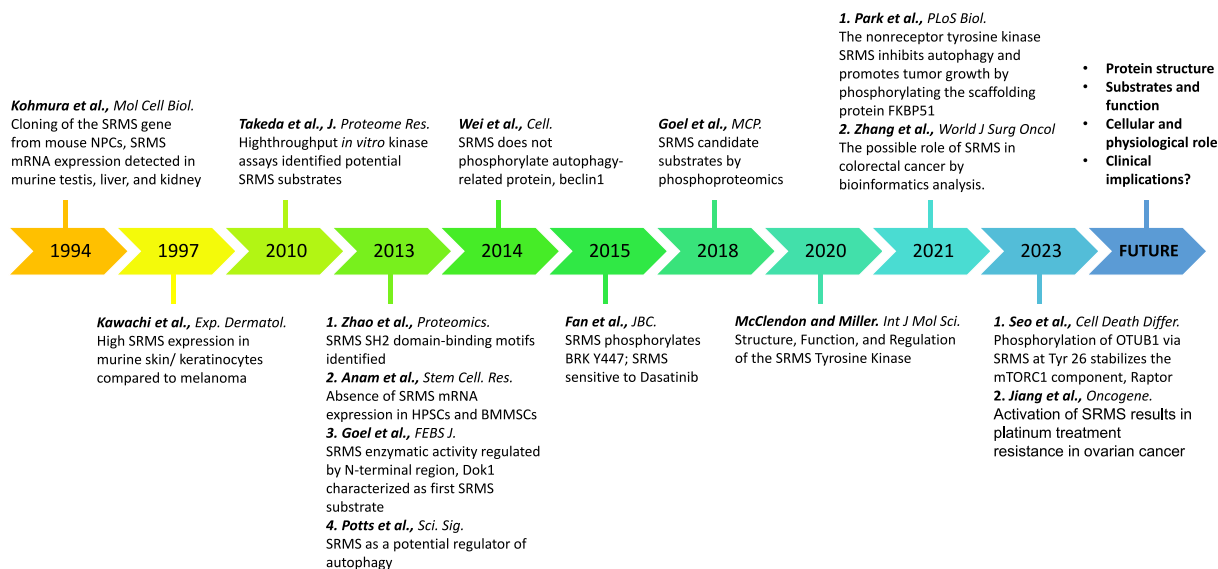 Kohmura et al., Mol Cell Biol.
Cloning of the SRMS gene
from mouse NPCs, SRMS
mRNA expression detected in
murine testis, liver, and kidney
Takeda et al., J. Proteome Res.
Highthroughput in vitro kinase
assays identified potential
SRMS substrates
Wei et al., Cell.
SRMS does not
phosphorylate autophagy-
related protein, beclin1
Goel et al., MCP.
SRMS candidate
substrates by
phosphoproteomics
1. Park et al., PLoS Biol.
The nonreceptor tyrosine kinase
SRMS inhibits autophagy and
promotes tumor growth by
phosphorylating the scaffolding
protein FKBP51
2. Zhang et al., World J Surg Oncol
The possible role of SRMS in
colorectal cancer by
bioinformatics analysis.
• Protein structure
• Substrates and
function
• Cellular and
physiological role
• Clinical
implications?
1994
1997
2010
2013
2014
2015
2018
2020
2021
2023
FUTURE
Kawachi et al., Exp. Dermatol.
High SRMS expression in
murine skin/ keratinocytes
compared to melanoma
1. Zhao et al., Proteomics.
SRMS SH2 domain-binding motifs
identified
2. Anam et al., Stem Cell. Res.
Absence of SRMS mRNA
expression in HPSCs and BMMSCs
3. Goel et al., FEBS J.
SRMS enzymatic activity regulated
by N-terminal region, Dok1
characterized as first SRMS
substrate
4. Potts et al., Sci. Sig.
SRMS as a potential regulator of
autophagy
Fan et al., JBC.
SRMS phosphorylates
BRK Y447; SRMS
sensitive to Dasatinib
McClendon and Miller. Int J Mol Sci.
Structure, Function, and Regulation
of the SRMS Tyrosine Kinase
1. Seo et al., Cell Death Differ.
Phosphorylation of OTUB1 via
SRMS at Tyr 26 stabilizes the
mTORC1 component, Raptor
2. Jiang et al., Oncogene.
Activation of SRMS results in
platinum treatment
resistance in ovarian cancer